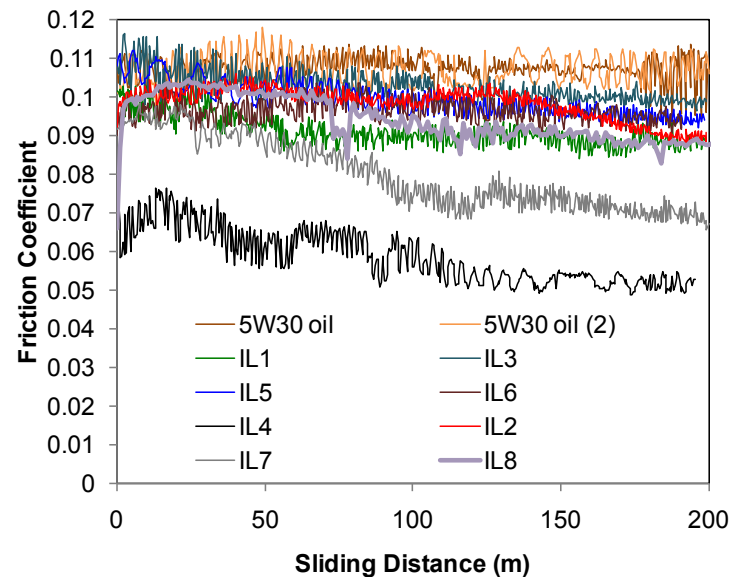 0.12
0.11
0.1
0.09
0.08
0.07
0.06
0.05
0.04
0.03
0.02
0.01
0
Friction Coefficient
5W30 oil
5W30 oil (2)
IL1
IL3
IL5
IL6
IL4
IL2
IL7
IL8
0
50
100
150
200
Sliding Distance (m)